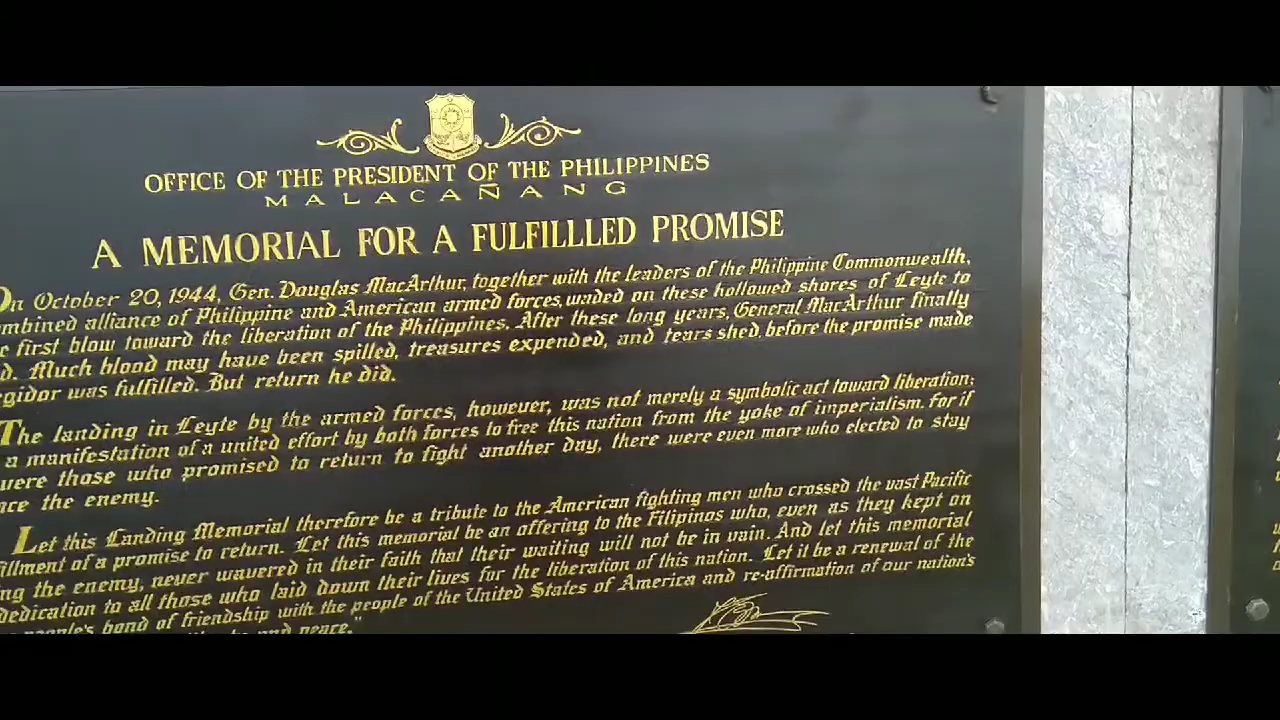 OFFICE OF THE PRESIDENT OF THE PHILIPPINES
MALACAÑANG
A MEMORIAL FOR A FULFILLLED PROMISE
On October 20, 1944, Gen. Douglas MacArthur, together with the leaders of the Philippine Commonwealth,
mbined alliance of Philippine and American armed forces, waded on these hollowed shores of Leyte to
e first blow toward the liberation of the Philippines. After these long years, General MacArthur finally
d. Much blood may have been spilled, treasures expended, and tears shed, before the promise made
gidor was fulfilled. But return he did.
The landing in Leyte by the armed forces, however, was not merely a symbolic act toward liberation;
a manifestation of a united effort by both forces to free this nation from the yoke of imperialism. For if
were those who promised to return to fight another day, there were even more who elected to stay
ace the enemy.
Let this Landing Memorial therefore be a tribute to the American fighting men who crossed the vast Pacific
illment of a promise to return. Let this memorial be an offering to the Filipinos who, even as they kept on
ng the enemy, never wavered in their faith that their waiting will not be in vain. And let this memorial
dedication to all those who laid down their lives for the liberation of this nation. Let it be a renewal of the
people's bond of friendship with the people of the United States of America and re-affirmation of our nation's
and peace."